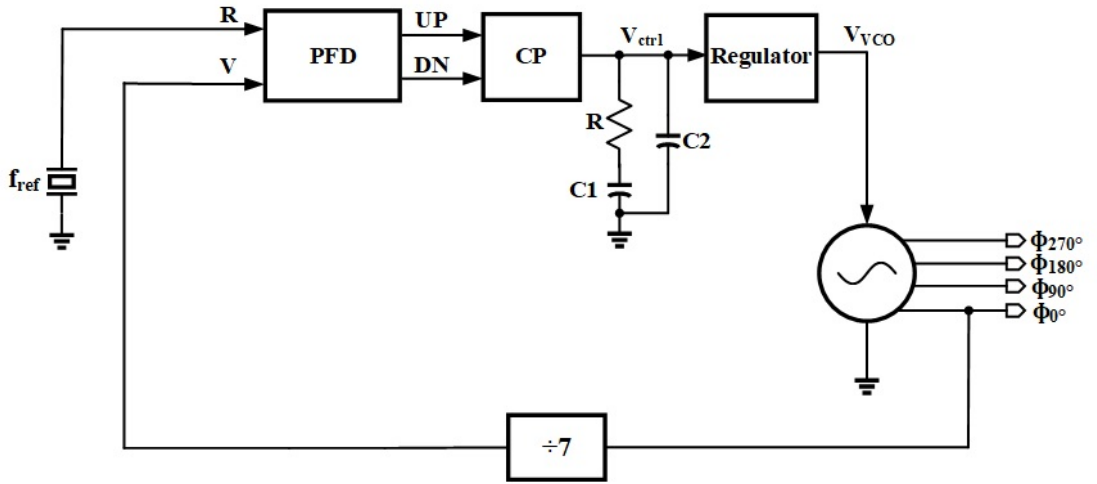 R
V
PFD
UP
DN
CP
Vctrl
Regulator
VVCO
R
C1
C2
fref
ϕ270°
ϕ180°
ϕ90°
ϕ0°
÷7